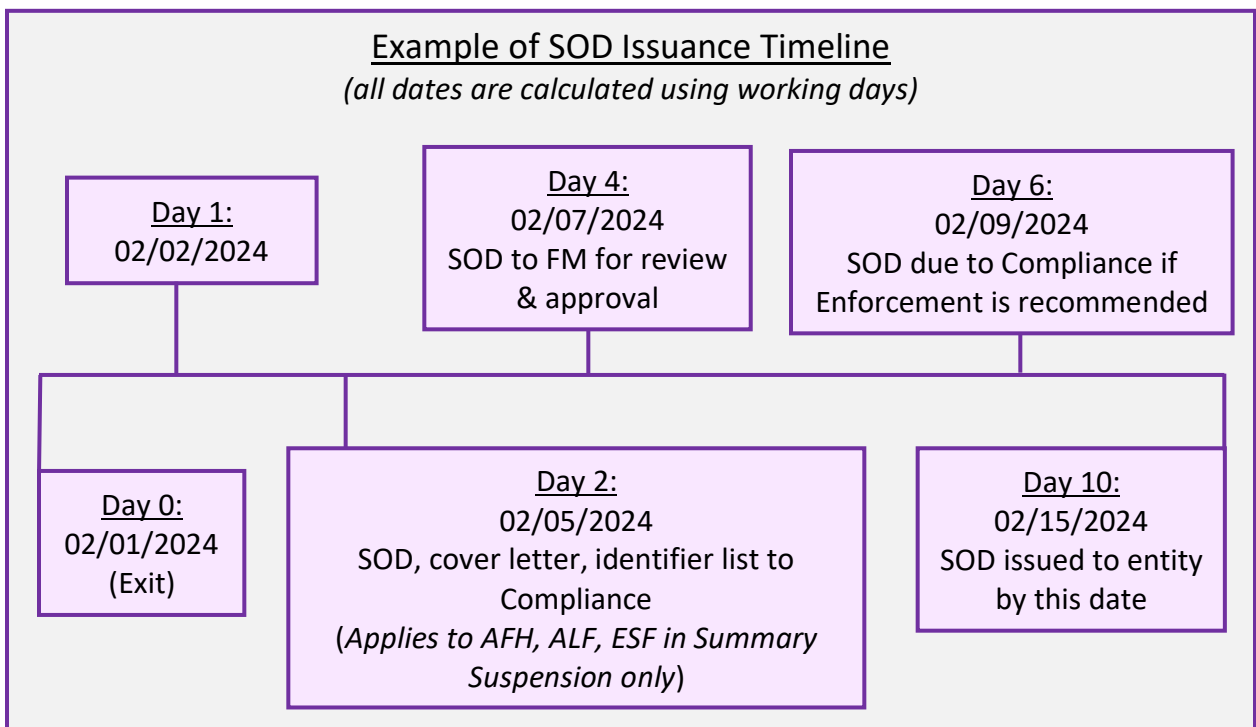 Example of SOD Issuance Timeline
(all dates are calculated using working days)
Day 1:
02/02/2024
Day 4:
02/07/2024
SOD to FM for review
& approval
Day 6:
02/09/2024
SOD due to Compliance if
Enforcement is recommended
Day 0:
02/01/2024
(Exit)
Day 2:
02/05/2024
SOD, cover letter, identifier list to
Compliance
(Applies to AFH, ALF, ESF in Summary
Suspension only)
Day 10:
02/15/2024
SOD issued to entity
by this date